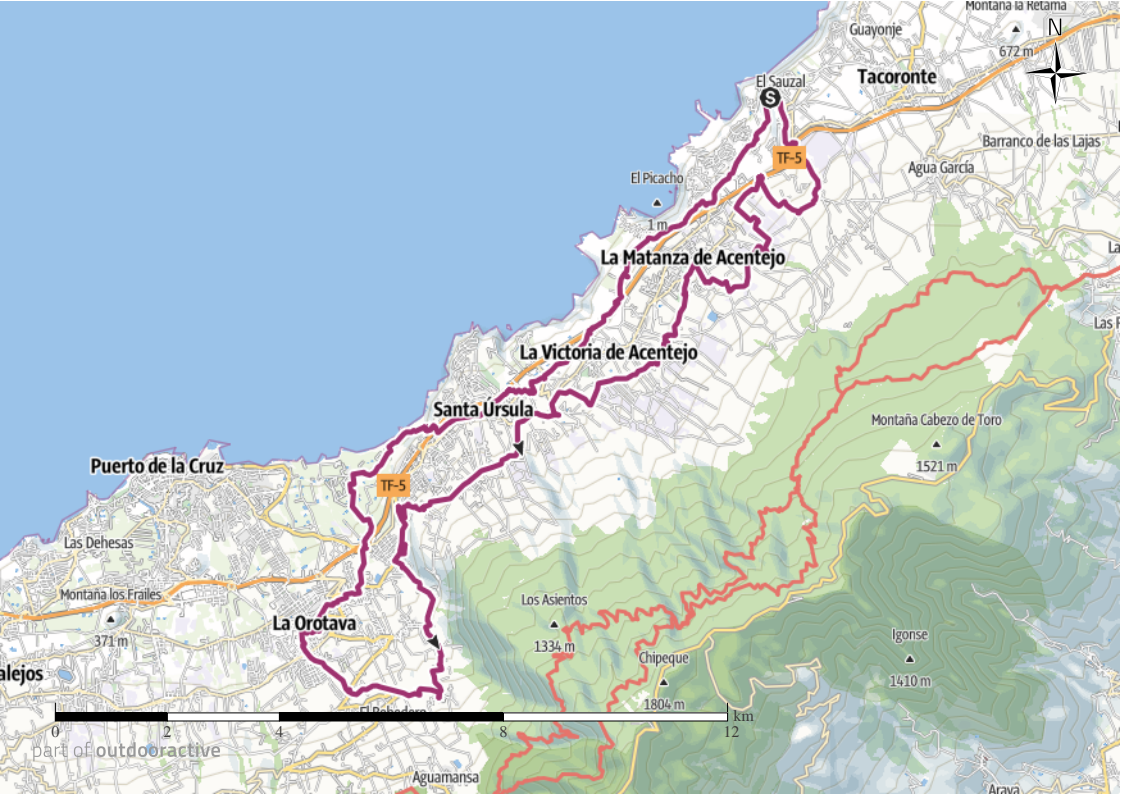 Montaña la Retama
Guayonje
N
672 m
Tacoronte
El Sauzal
S
Barranco de las Lajas
TF-5
Agua García
El Picacho
1 m
La
La Matanza de Acentejo
Las
La Victoria de Acentejo
Santa Úrsula
Montaña Cabezo de Toro
1521 m
Puerto de la Cruz
TF-5
Las Dehesas
Montaña los Frailes
Los Asientos
La Orotava
371 m
1334 m
Igonse
Chipeque
alejos
1410 m
1804 m
km
0
2
4
8
12
part of outdooractive
Aguamansa
Araya